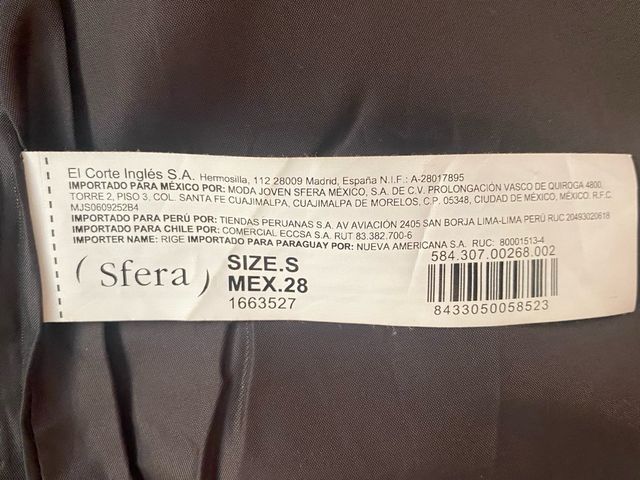 El Corte Inglés S.A. Hermosilla, 112 28009 Madrid, España N.I.F.: A-28017895
IMPORTADO PARA MÉXICO POR: MODA JOVEN SFERA MÉXICO, S.A. DE C.V. PROLONGACIÓN VASCO DE QUIROGA 4800,
TORRE 2, PISO 3, COL. SANTA FE CUAJIMALPA, CUAJIMALPA DE MORELOS, C.P. 05348, CIUDAD DE MÉXICO, MÉXICO. R.F.C.
MJS0609252B4
IMPORTADO PARA PERÚ POR: TIENDAS PERUANAS S.A. AV AVIACIÓN 2405 SAN BORJA LIMA-LIMA PERÚ RUC 20493020618
IMPORTADO PARA CHILE POR: COMERCIAL ECCSA S.A. RUT 83.382.700-6
IMPORTER NAME: RIGE IMPORTADO PARA PARAGUAY POR: NUEVA AMERICANA S.A. RUC: 80001513-4
(Sfera)
SIZE.S
MEX.28
1663527
584.307.00268.002
8433050058523